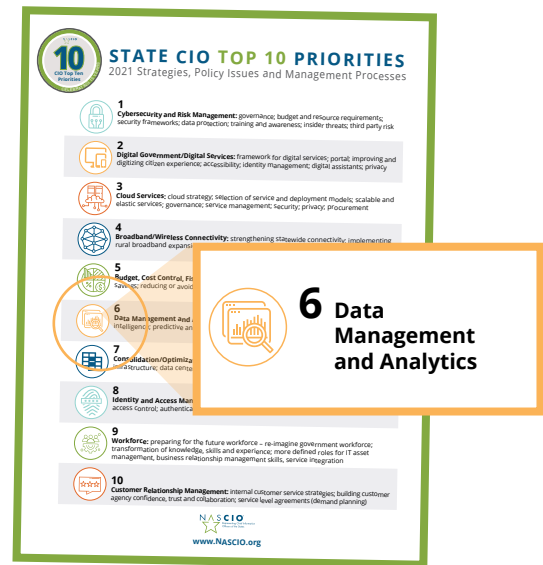 NASCIO
10
CIO Top Ten
Priorities
STATE CIO TOP 10 PRIORITIES
2021 Strategies, Policy Issues and Management Processes
1
Cybersecurity and Risk Management: governance; budget and resource requirements;
security frameworks; data protection; training and awareness; insider threats; third party risk
2
Digital Government/Digital Services: framework for digital services; portal; improving and
digitizing citizen experience; accessibility; identity management; digital assistants; privacy
3
Cloud Services; cloud strategy; selection of service and deployment models; scalable and
elastic services; governance; service management; security; privacy; procurement
4
Broadband/Wireless Connectivity; strengthening statewide connectivity; implementing
rural broadband expansi
5
Budget, Cost Control, Fis
savings; reducing or avoid
6
Data Management and
intelligence; predictive an
7
Consolidation/Optimiza
infrastructure; data cente
8
Identity and Access Man
access control; authentica
6 Data
Management
and Analytics
9
Workforce; preparing for the future workforce – re-imagine government workforce;
transformation of knowledge, skills and experience; more defined roles for IT asset
management, business relationship management skills, service integration
10
Customer Relationship Management: internal customer service strategies; building customer
agency confidence, trust and collaboration; service level agreements (demand planning)
NASCIO
www.NASCIO.org